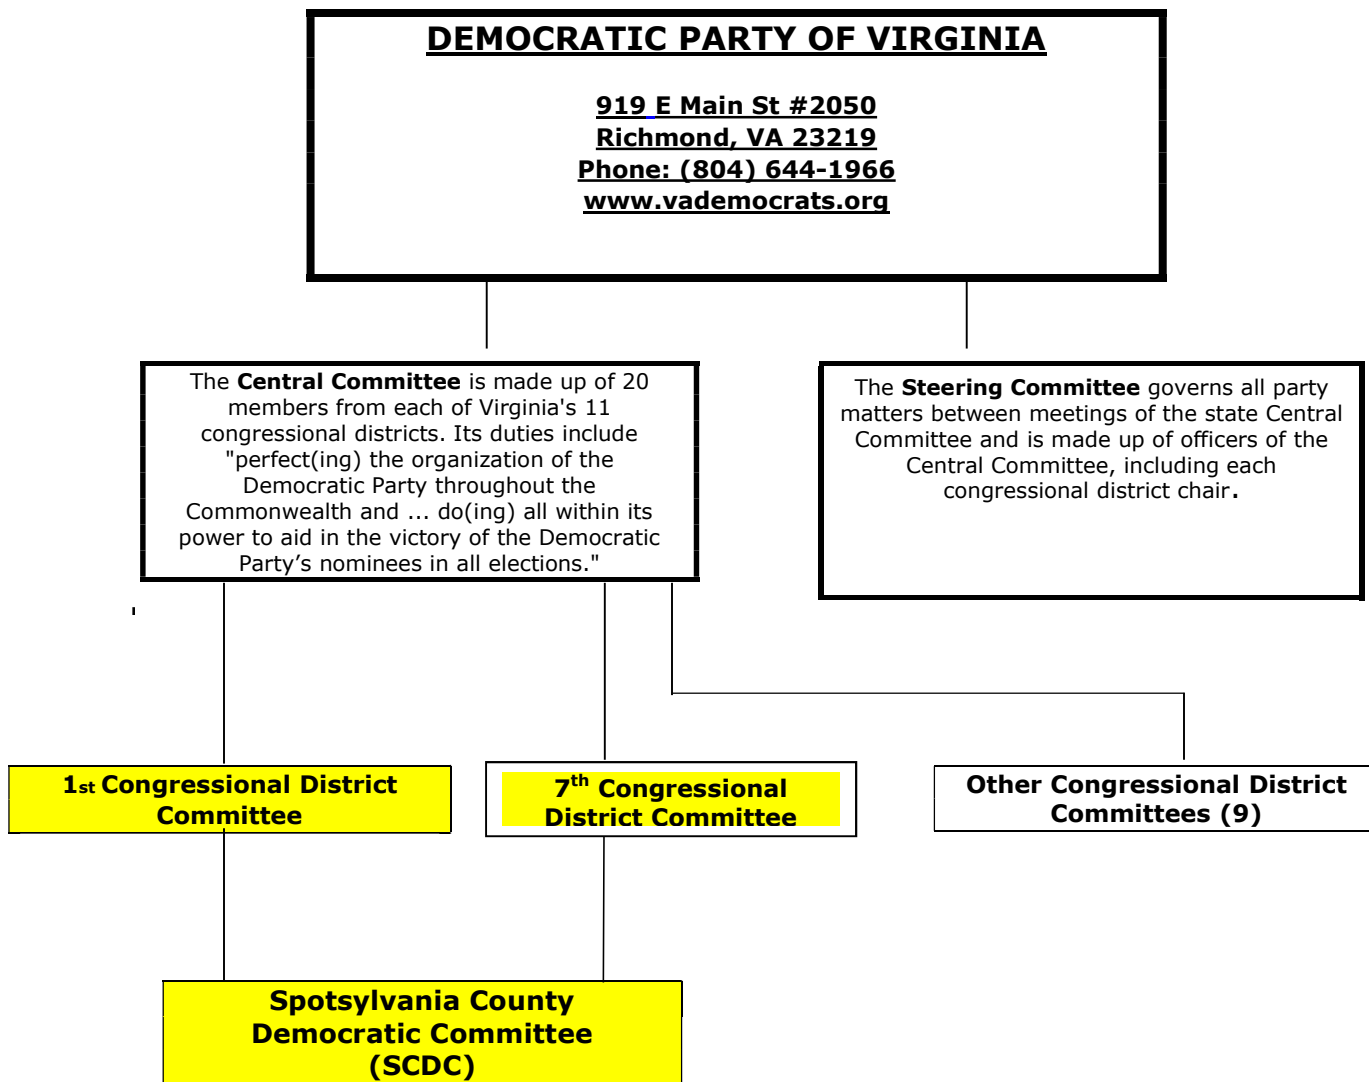 DEMOCRATIC PARTY OF VIRGINIA
919 E Main St #2050
Richmond, VA 23219
Phone: (804) 644-1966
www.vademocrats.org
The Central Committee is made up of 20
members from each of Virginia's 11
congressional districts. Its duties include
"perfect(ing) the organization of the
Democratic Party throughout the
Commonwealth and ... do(ing) all within its
power to aid in the victory of the Democratic
Party’s nominees in all elections."
The Steering Committee governs all party
matters between meetings of the state Central
Committee and is made up of officers of the
Central Committee, including each
congressional district chair.
1st Congressional District
Committee
7th Congressional
District Committee
Other Congressional District
Committees (9)
Spotsylvania County
Democratic Committee
(SCDC)